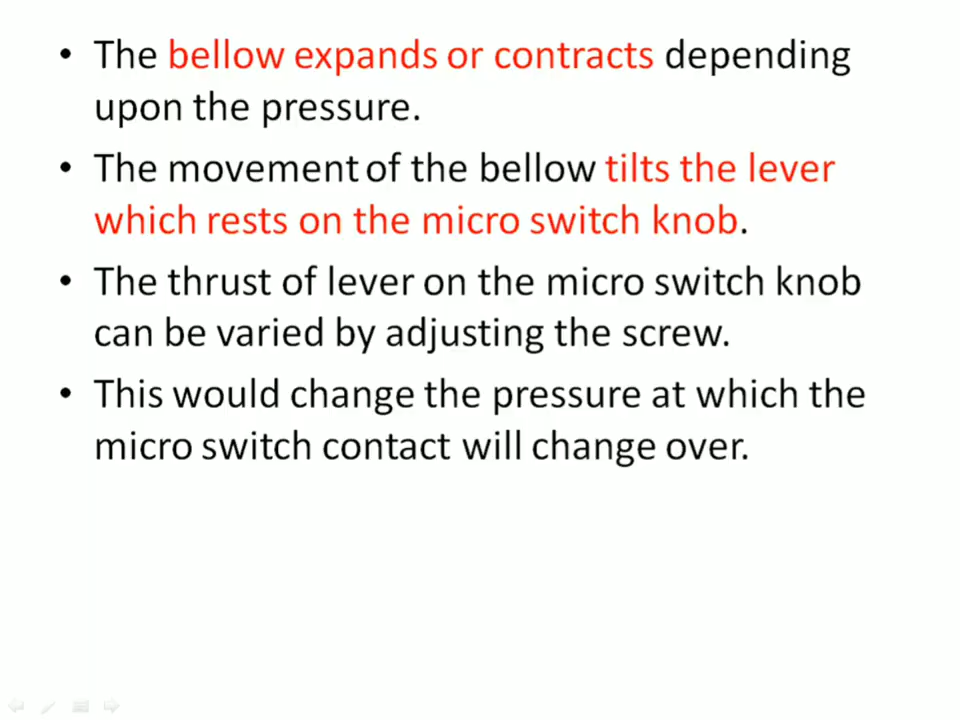 • The bellow expands or contracts depending
upon the pressure.
• The movement of the bellow tilts the lever
which rests on the micro switch knob.
• The thrust of lever on the micro switch knob
can be varied by adjusting the screw.
• This would change the pressure at which the
micro switch contact will change over.